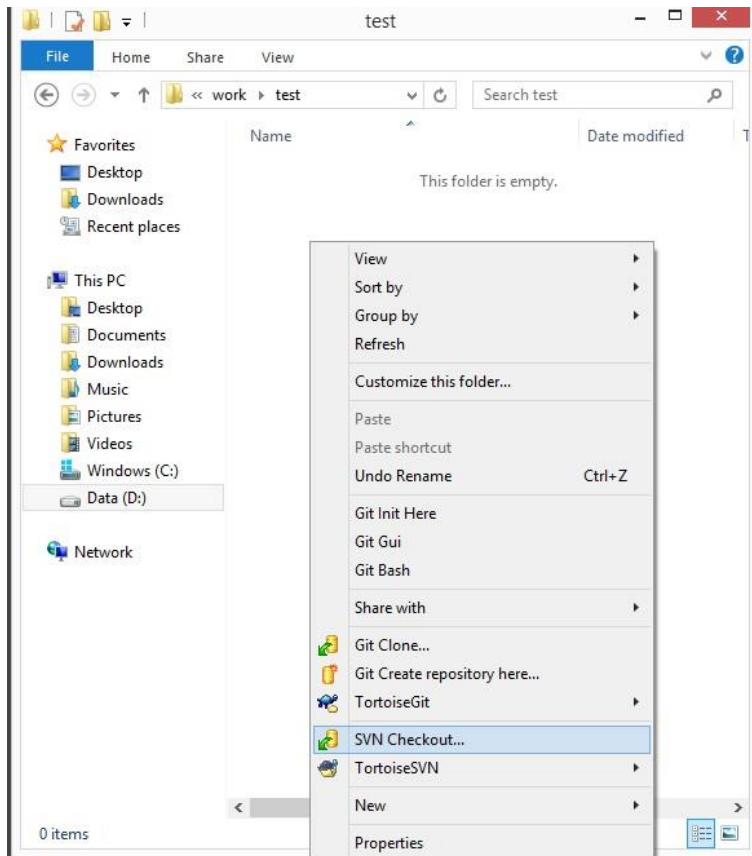 test
File Home Share View
« work test
Search test
Favorites
Desktop
Downloads
Recent places
This PC
Desktop
Documents
Downloads
Music
Pictures
Videos
Windows (C:)
Data (D:)
Network
Name Date modified T
This folder is empty.
View
Sort by
Group by
Refresh
Customize this folder...
Paste
Paste shortcut
Undo Rename Ctrl+Z
Git Init Here
Git Gui
Git Bash
Share with
Git Clone...
Git Create repository here...
TortoiseGit
SVN Checkout...
TortoiseSVN
New
Properties
0 items